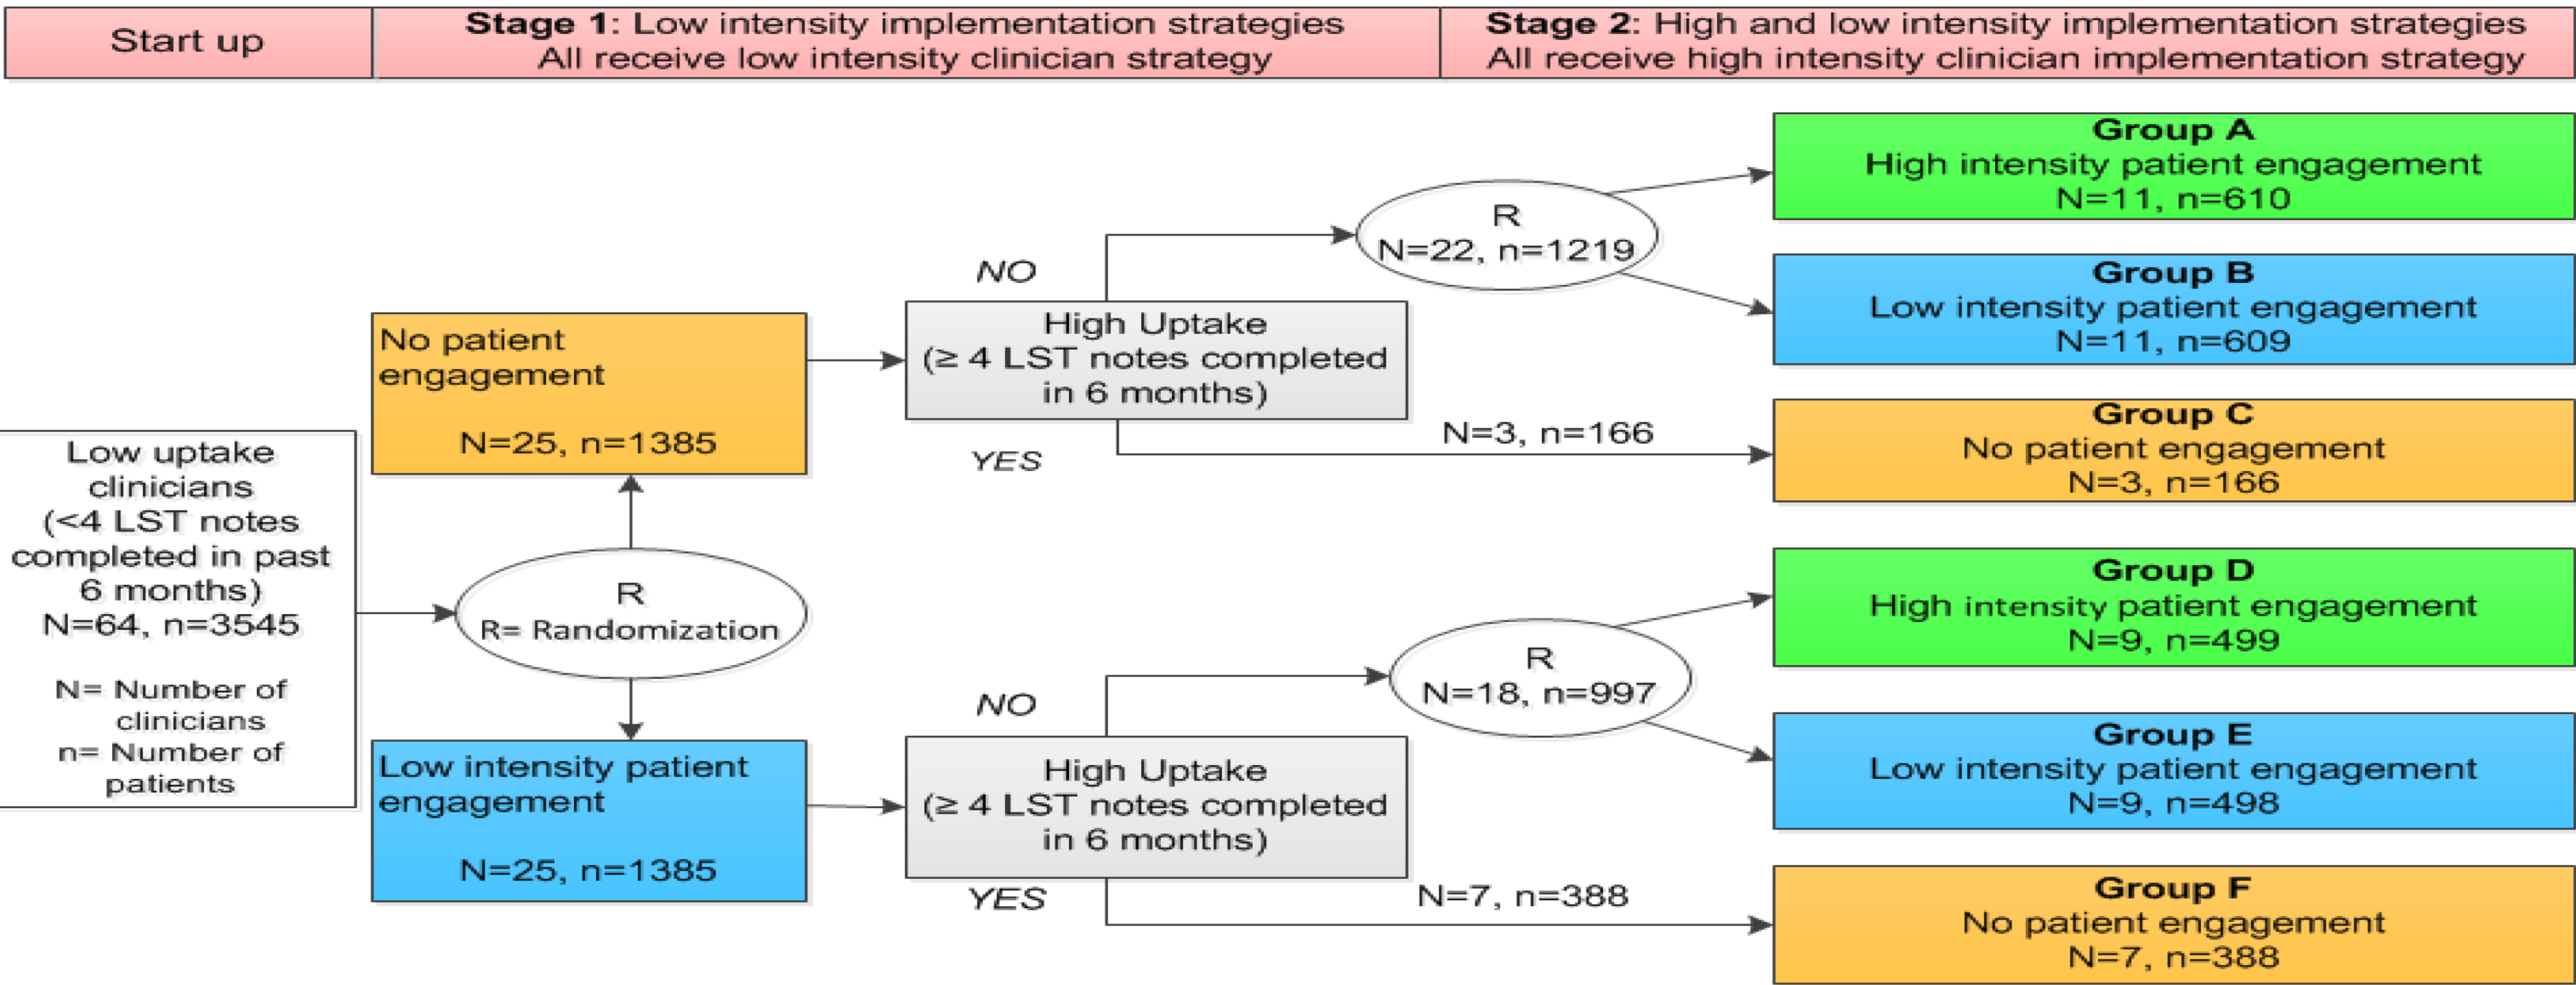 Start up
Stage 1: Low intensity implementation strategies
All receive low intensity clinician strategy
Stage 2: High and low intensity implementation strategies
All receive high intensity clinician implementation strategy
Low uptake
clinicians
(<4 LST notes
completed in past
6 months)
N=64, n=3545
N= Number of
clinicians
n= Number of
patients
R
R= Randomization
No patient
engagement
N=25, n=1385
Low intensity patient
engagement
N=25, n=1385
NO
High Uptake
(≥ 4 LST notes completed
in 6 months)
YES
R
N=22, n=1219
N=3, n=166
NO
High Uptake
(≥ 4 LST notes completed
in 6 months)
YES
R
N=18, n=997
N=7, n=388
Group A
High intensity patient engagement
N=11, n=610
Group B
Low intensity patient engagement
N=11, n=609
Group C
No patient engagement
N=3, n=166
Group D
High intensity patient engagement
N=9, n=499
Group E
Low intensity patient engagement
N=9, n=498
Group F
No patient engagement
N=7, n=388